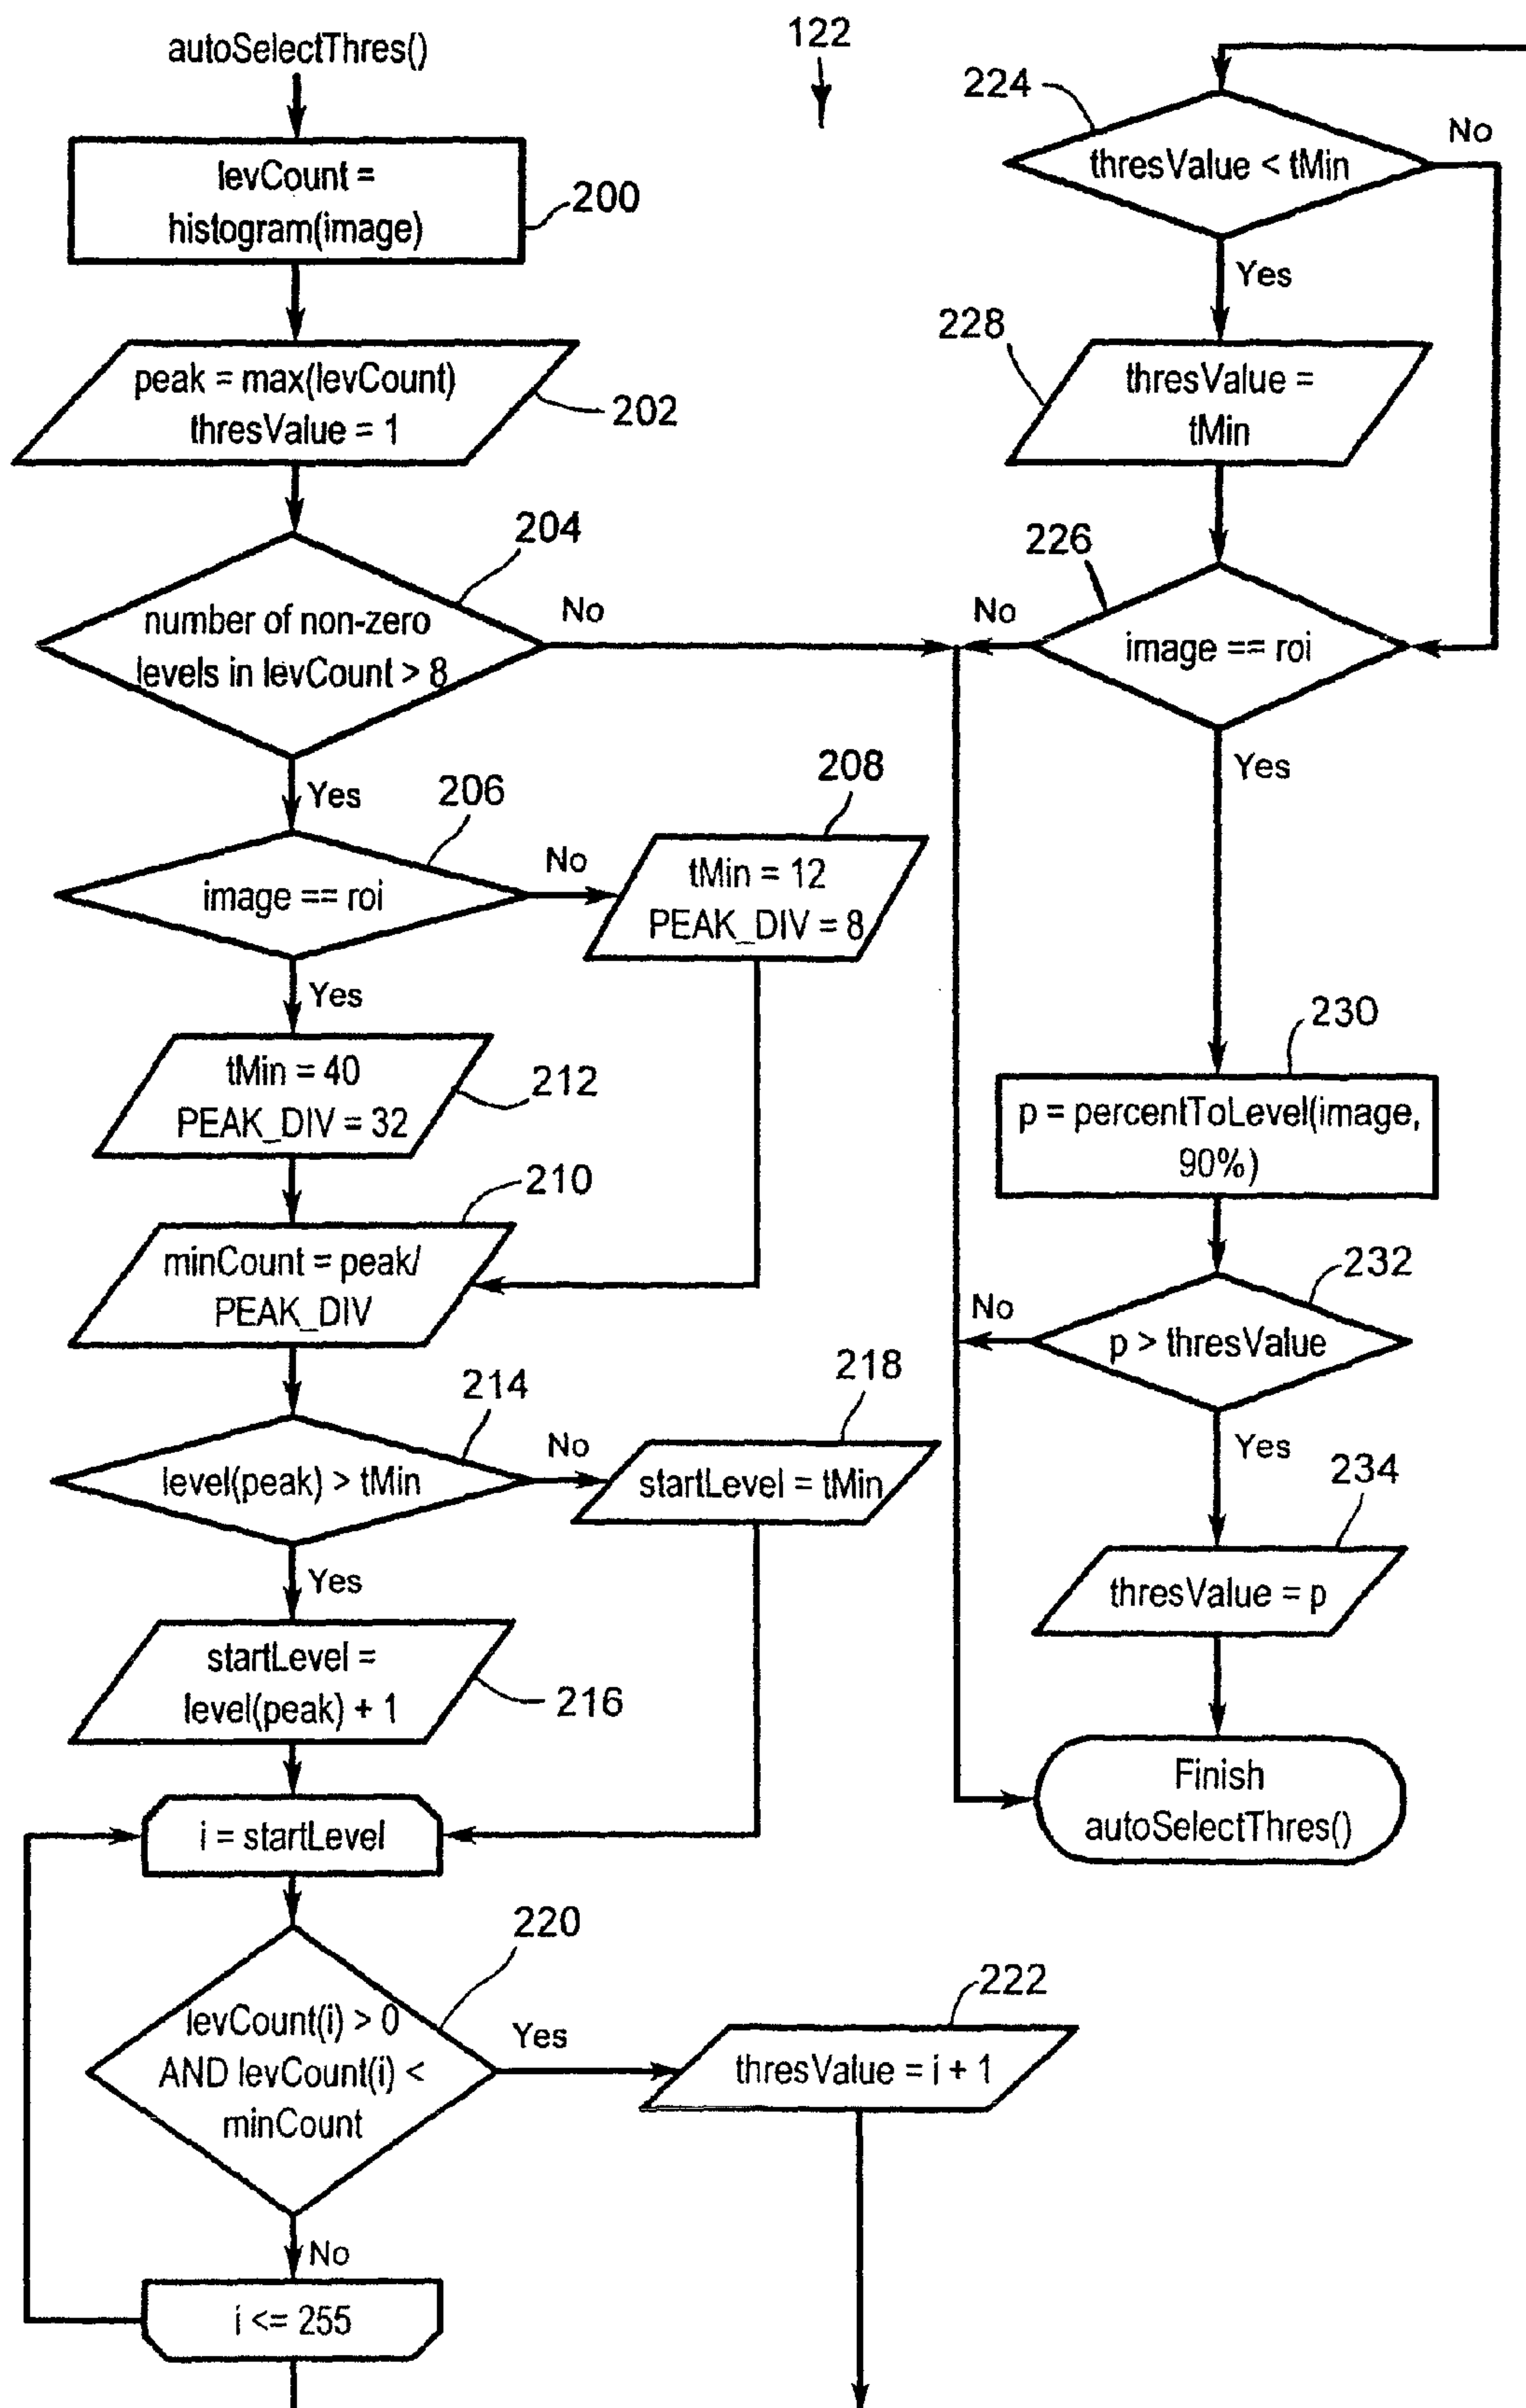 autoSelectThres()
122
levCount =
histogram(image)
200
peak = max(levCount)
thresValue = 1
202
204
number of non-zero
levels in levCount > 8
No
Yes
206
image == roi
No
208
tMin = 12
PEAK_DIV = 8
Yes
tMin = 40
PEAK_DIV = 32
212
210
minCount = peak/
PEAK_DIV
214
level(peak) > tMin
No
218
startLevel = tMin
Yes
startLevel =
level(peak) + 1
216
i = startLevel
220
levCount(i) > 0
AND levCount(i) <
minCount
Yes
222
thresValue = i + 1
No
i <= 255
224
thresValue < tMin
No
Yes
228
thresValue =
tMin
226
No
image == roi
Yes
230
p = percentToLevel(image,
90%)
232
No
p > thresValue
Yes
234
thresValue = p
Finish
autoSelectThres()